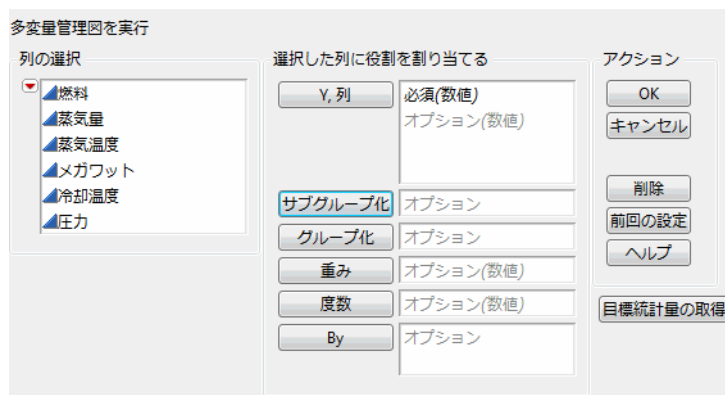 多変量管理図を実行
列の選択
燃料
蒸気量
蒸気温度
メガワット
冷却温度
圧力
選択した列に役割を割り当てる
Y, 列
必須(数値)
オプション(数値)
サブグループ化
オプション
グループ化
オプション
重み
オプション(数値)
度数
オプション(数値)
By
オプション
アクション
OK
キャンセル
削除
前回の設定
ヘルプ
目標統計量の取得